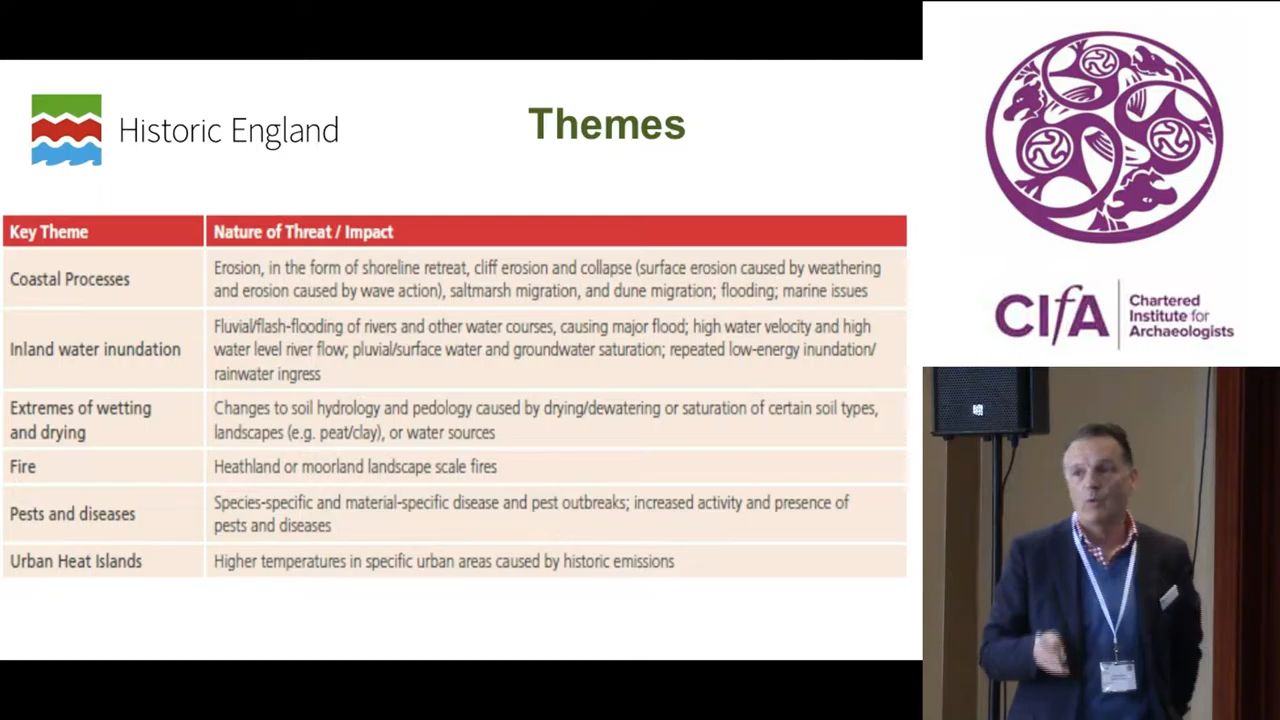 Historic England
Themes
Key Theme
Nature of Threat / Impact
Coastal Processes
Erosion, in the form of shoreline retreat, cliff erosion and collapse (surface erosion caused by weathering
and erosion caused by wave action), saltmarsh migration, and dune migration; flooding; marine issues
Inland water inundation
Fluvial/flash-flooding of rivers and other water courses, causing major flood; high water velocity and high
water level river flow; pluvial/surface water and groundwater saturation; repeated low-energy inundation/
rainwater ingress
Extremes of wetting
and drying
Changes to soil hydrology and pedology caused by drying/dewatering or saturation of certain soil types,
landscapes (e.g. peat/clay), or water sources
Fire
Heathland or moorland landscape scale fires
Pests and diseases
Species-specific and material-specific disease and pest outbreaks; increased activity and presence of
pests and diseases
Urban Heat Islands
Higher temperatures in specific urban areas caused by historic emissions
CIfA
Chartered
Institute for
Archaeologists